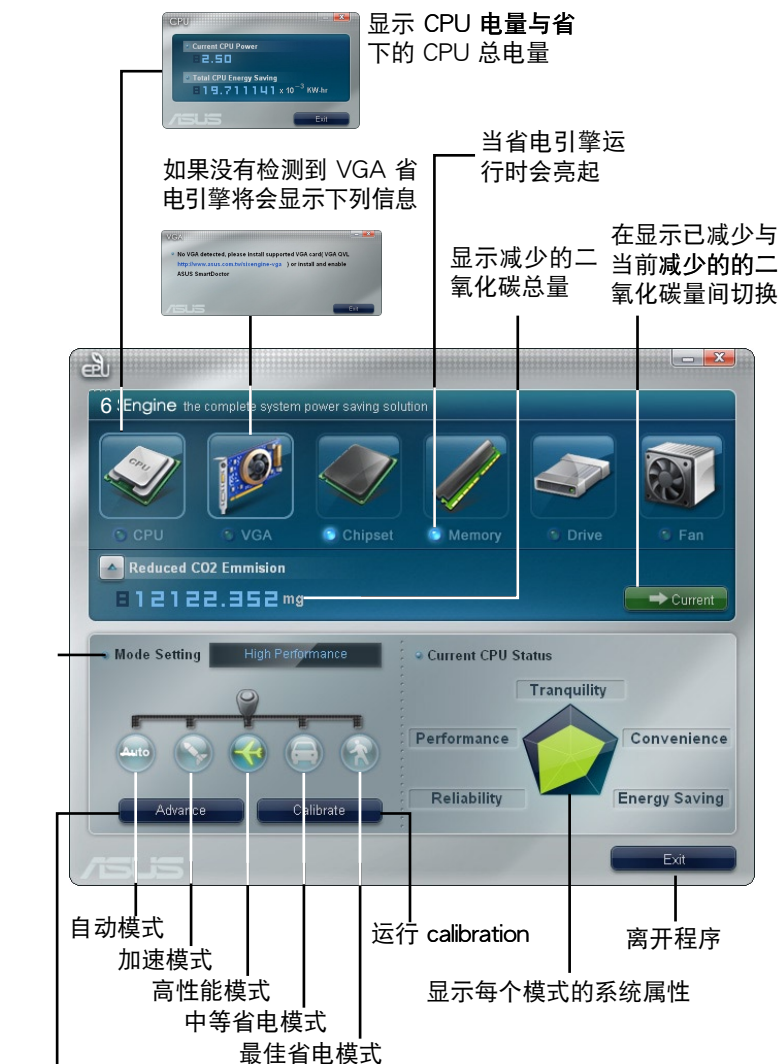 CPU
Current CPU Power
2.50
Total CPU Energy Saving
19.711141 x 10⁻³ KW-hr
ASUS
Exit
显示 CPU 电量与省
下的 CPU 总电量
当省电引擎运
行时会亮起
如果没有检测到 VGA 省
电引擎将会显示下列信息
VGA
No VGA detected, please install supported VGA card( VGA QVL
http://www.asus.com.tw/sixengine-vga ) or install and enable
ASUS SmartDoctor
ASUS
Exit
显示减少的二
氧化碳总量
在显示已减少与
当前减少的的二
氧化碳量间切换
EPU
6 Engine the complete system power saving solution
CPU
CPU
VGA
Chipset
Memory
Drive
Fan
Reduced CO2 Emmision
12122.352 mg
Current
Mode Setting
High Performance
Current CPU Status
Tranquility
Performance
Convenience
Reliability
Energy Saving
Auto
Advance
Calibrate
ASUS
Exit
自动模式
加速模式
高性能模式
中等省电模式
最佳省电模式
运行 calibration
离开程序
显示每个模式的系统属性